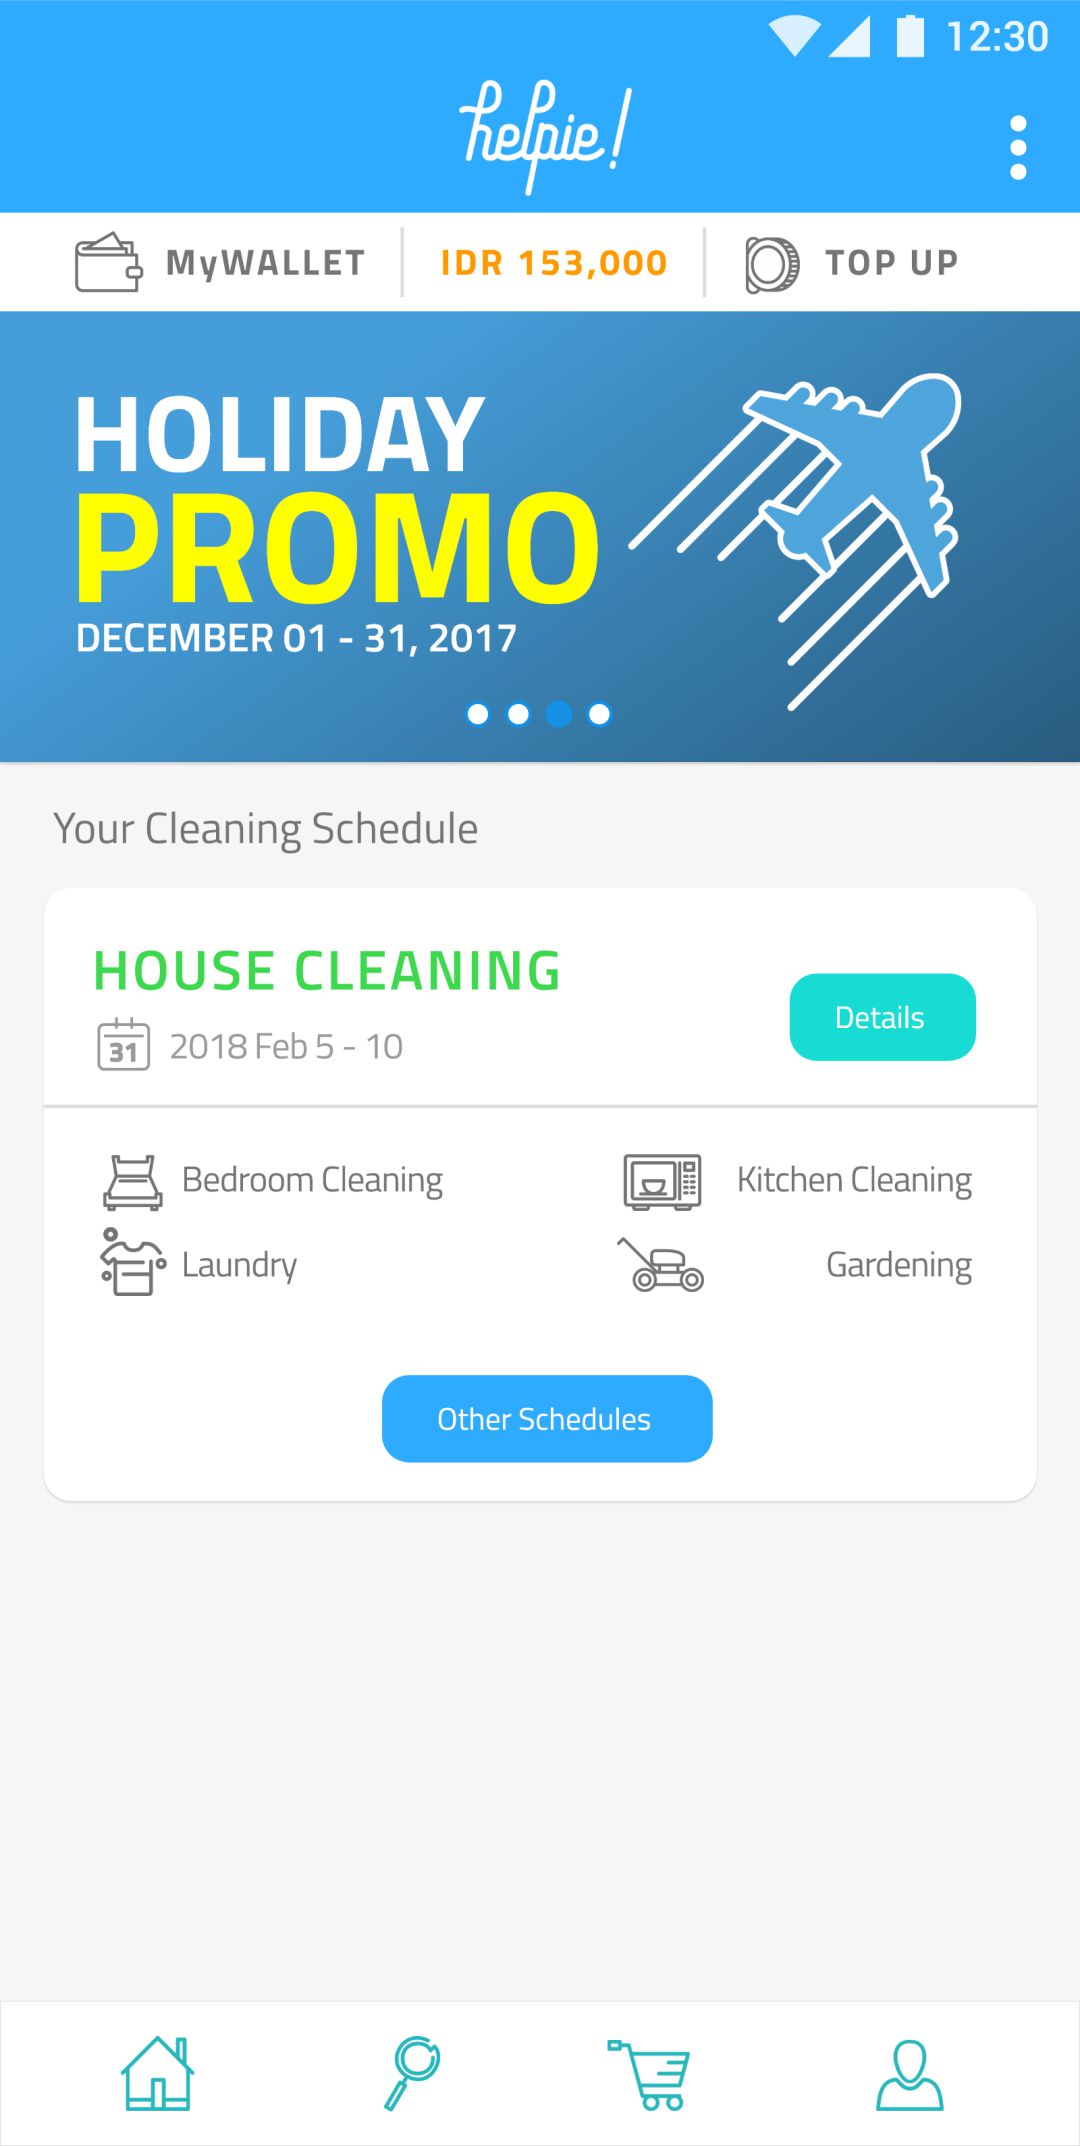 12:30
helpie!
MyWALLET
IDR 153,000
TOP UP
HOLIDAY
PROMO
DECEMBER 01 - 31, 2017
Your Cleaning Schedule
HOUSE CLEANING
Details
31
2018 Feb 5 - 10
Bedroom Cleaning
Kitchen Cleaning
Laundry
Gardening
Other Schedules